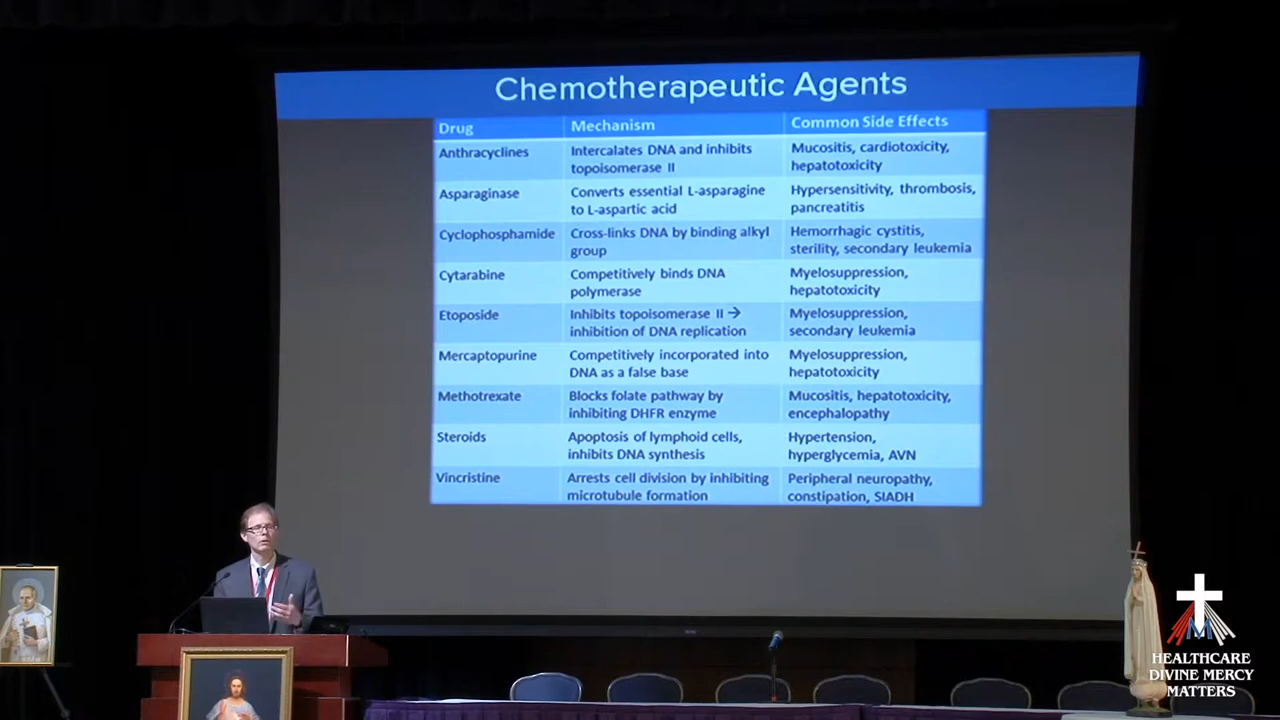 Chemotherapeutic Agents
Drug Mechanism Common Side Effects
Anthracyclines
Intercalates DNA and inhibits
topoisomerase II
Mucositis, cardiotoxicity,
hepatotoxicity
Asparaginase
Converts essential L-asparagine
to L-aspartic acid
Hypersensitivity, thrombosis,
pancreatitis
Cyclophosphamide
Cross-links DNA by binding alkyl
group
Hemorrhagic cystitis,
sterility, secondary leukemia
Cytarabine
Competitively binds DNA
polymerase
Myelosuppression,
hepatotoxicity
Etoposide
Inhibits topoisomerase II →
inhibition of DNA replication
Myelosuppression,
secondary leukemia
Mercaptopurine
Competitively incorporated into
DNA as a false base
Myelosuppression,
hepatotoxicity
Methotrexate
Blocks folate pathway by
inhibiting DHFR enzyme
Mucositis, hepatotoxicity,
encephalopathy
Steroids
Apoptosis of lymphoid cells,
inhibits DNA synthesis
Hypertension,
hyperglycemia, AVN
Vincristine
Arrests cell division by inhibiting
microtubule formation
Peripheral neuropathy,
constipation, SIADH
HEALTHCARE
DIVINE MERCY
MATTERS